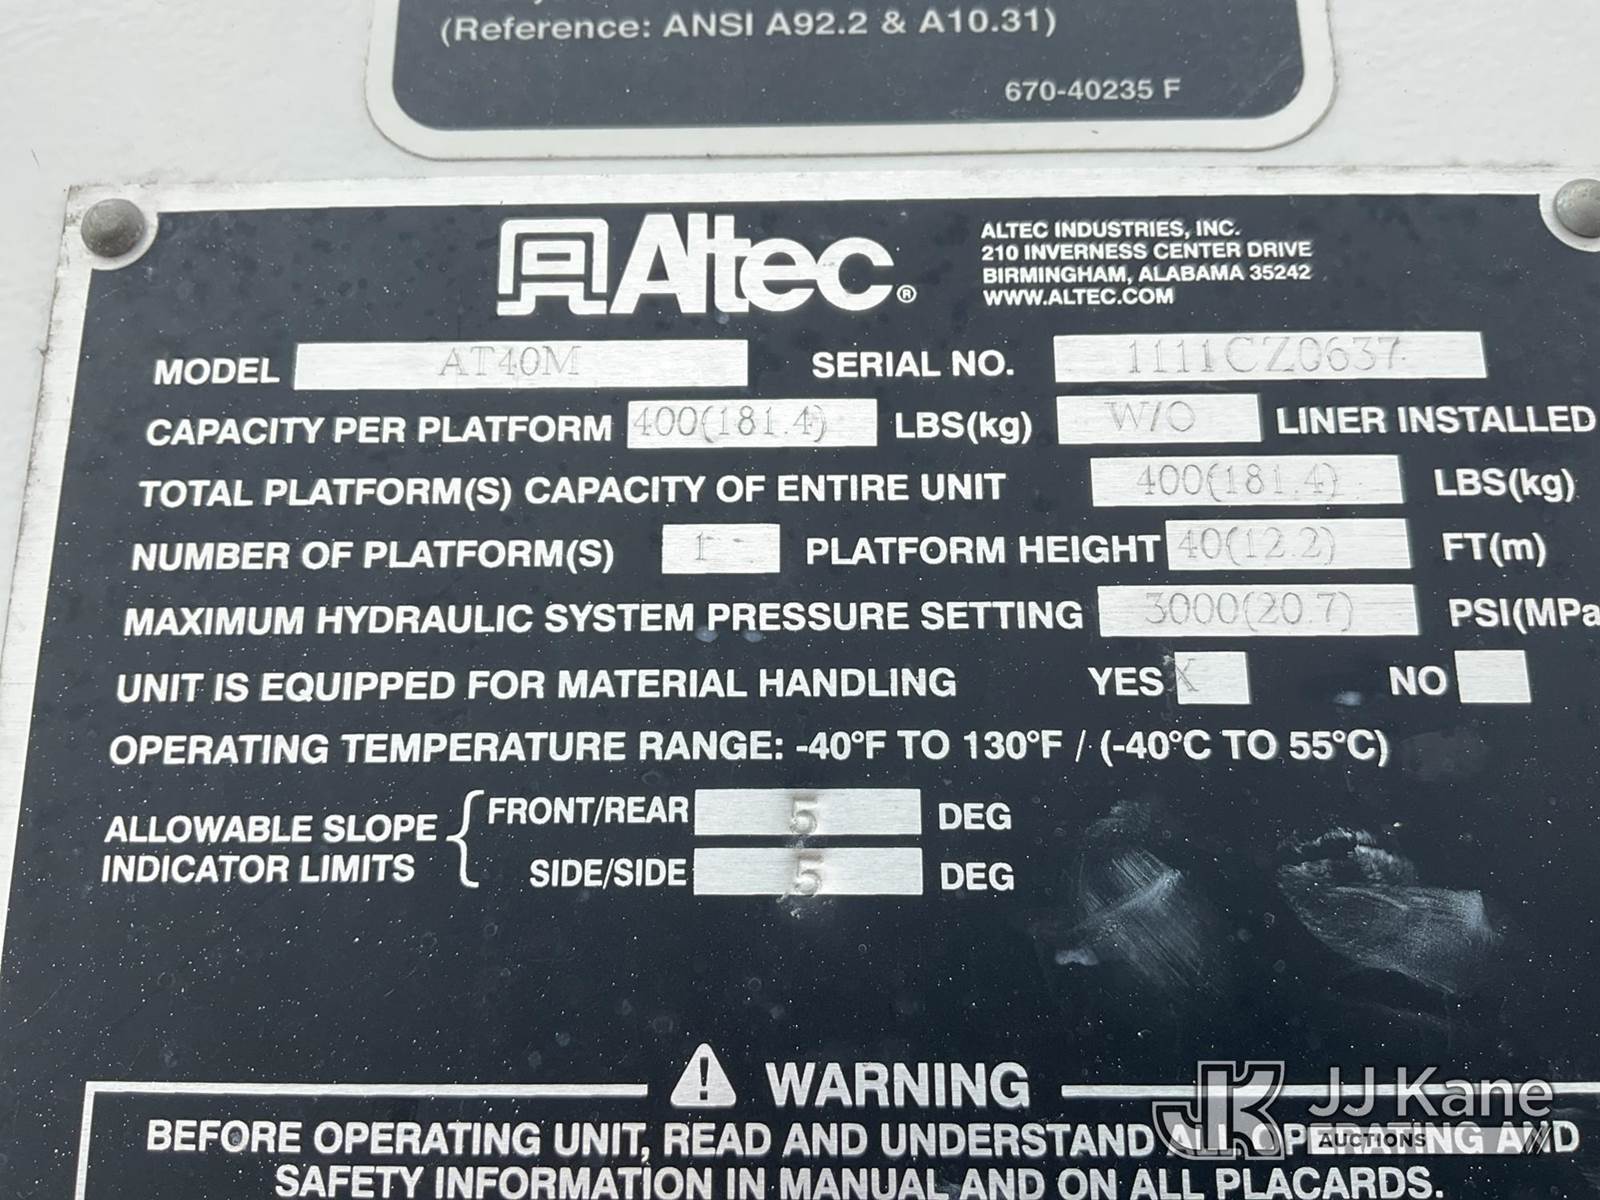 (Reference: ANSI A92.2 & A10.31)
670-40235 F
Altec®
ALTEC INDUSTRIES, INC.
210 INVERNESS CENTER DRIVE
BIRMINGHAM, ALABAMA 35242
WWW.ALTEC.COM
MODEL AT40M SERIAL NO. 1111CZ0637
CAPACITY PER PLATFORM 400(181.4) LBS(kg) W/O LINER INSTALLED
TOTAL PLATFORM(S) CAPACITY OF ENTIRE UNIT 400(181.4) LBS(kg)
NUMBER OF PLATFORM(S) 1 PLATFORM HEIGHT 40(12.2) FT(m)
MAXIMUM HYDRAULIC SYSTEM PRESSURE SETTING 3000(20.7) PSI(MPa
UNIT IS EQUIPPED FOR MATERIAL HANDLING YES X NO
OPERATING TEMPERATURE RANGE: -40°F TO 130°F / (-40°C TO 55°C)
ALLOWABLE SLOPE INDICATOR LIMITS
FRONT/REAR 5 DEG
SIDE/SIDE 5 DEG
WARNING
BEFORE OPERATING UNIT, READ AND UNDERSTAND ALL OPERATING AND
SAFETY INFORMATION IN MANUAL AND ON ALL PLACARDS.
JK JJ Kane
AUCTIONS